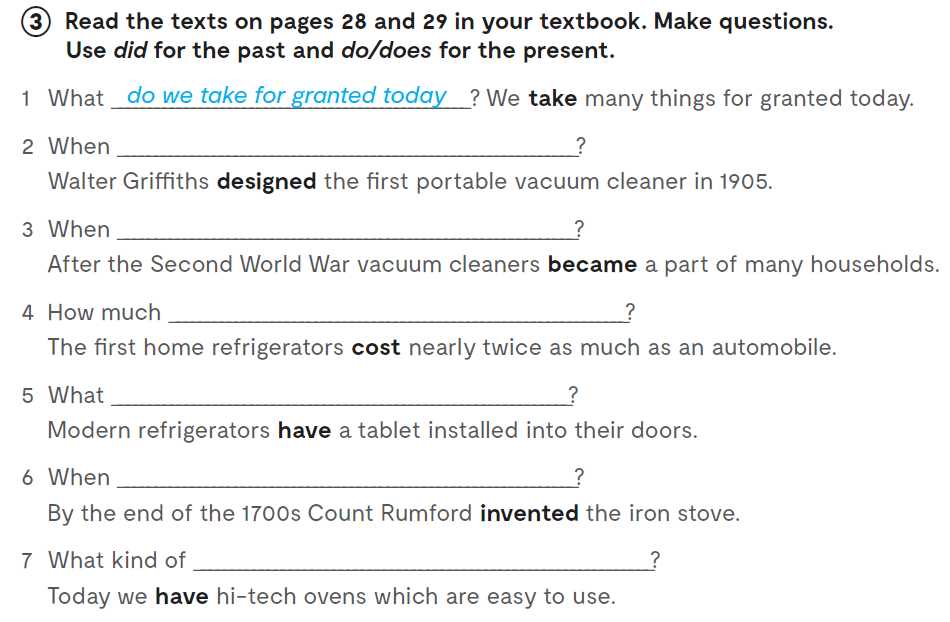 3 Read the texts on pages 28 and 29 in your textbook. Make questions.
Use did for the past and do/does for the present.
1 What do we take for granted today ? We take many things for granted today.
2 When ?
Walter Griffiths designed the first portable vacuum cleaner in 1905.
3 When ?
After the Second World War vacuum cleaners became a part of many households.
4 How much ?
The first home refrigerators cost nearly twice as much as an automobile.
5 What ?
Modern refrigerators have a tablet installed into their doors.
6 When ?
By the end of the 1700s Count Rumford invented the iron stove.
7 What kind of ?
Today we have hi-tech ovens which are easy to use.